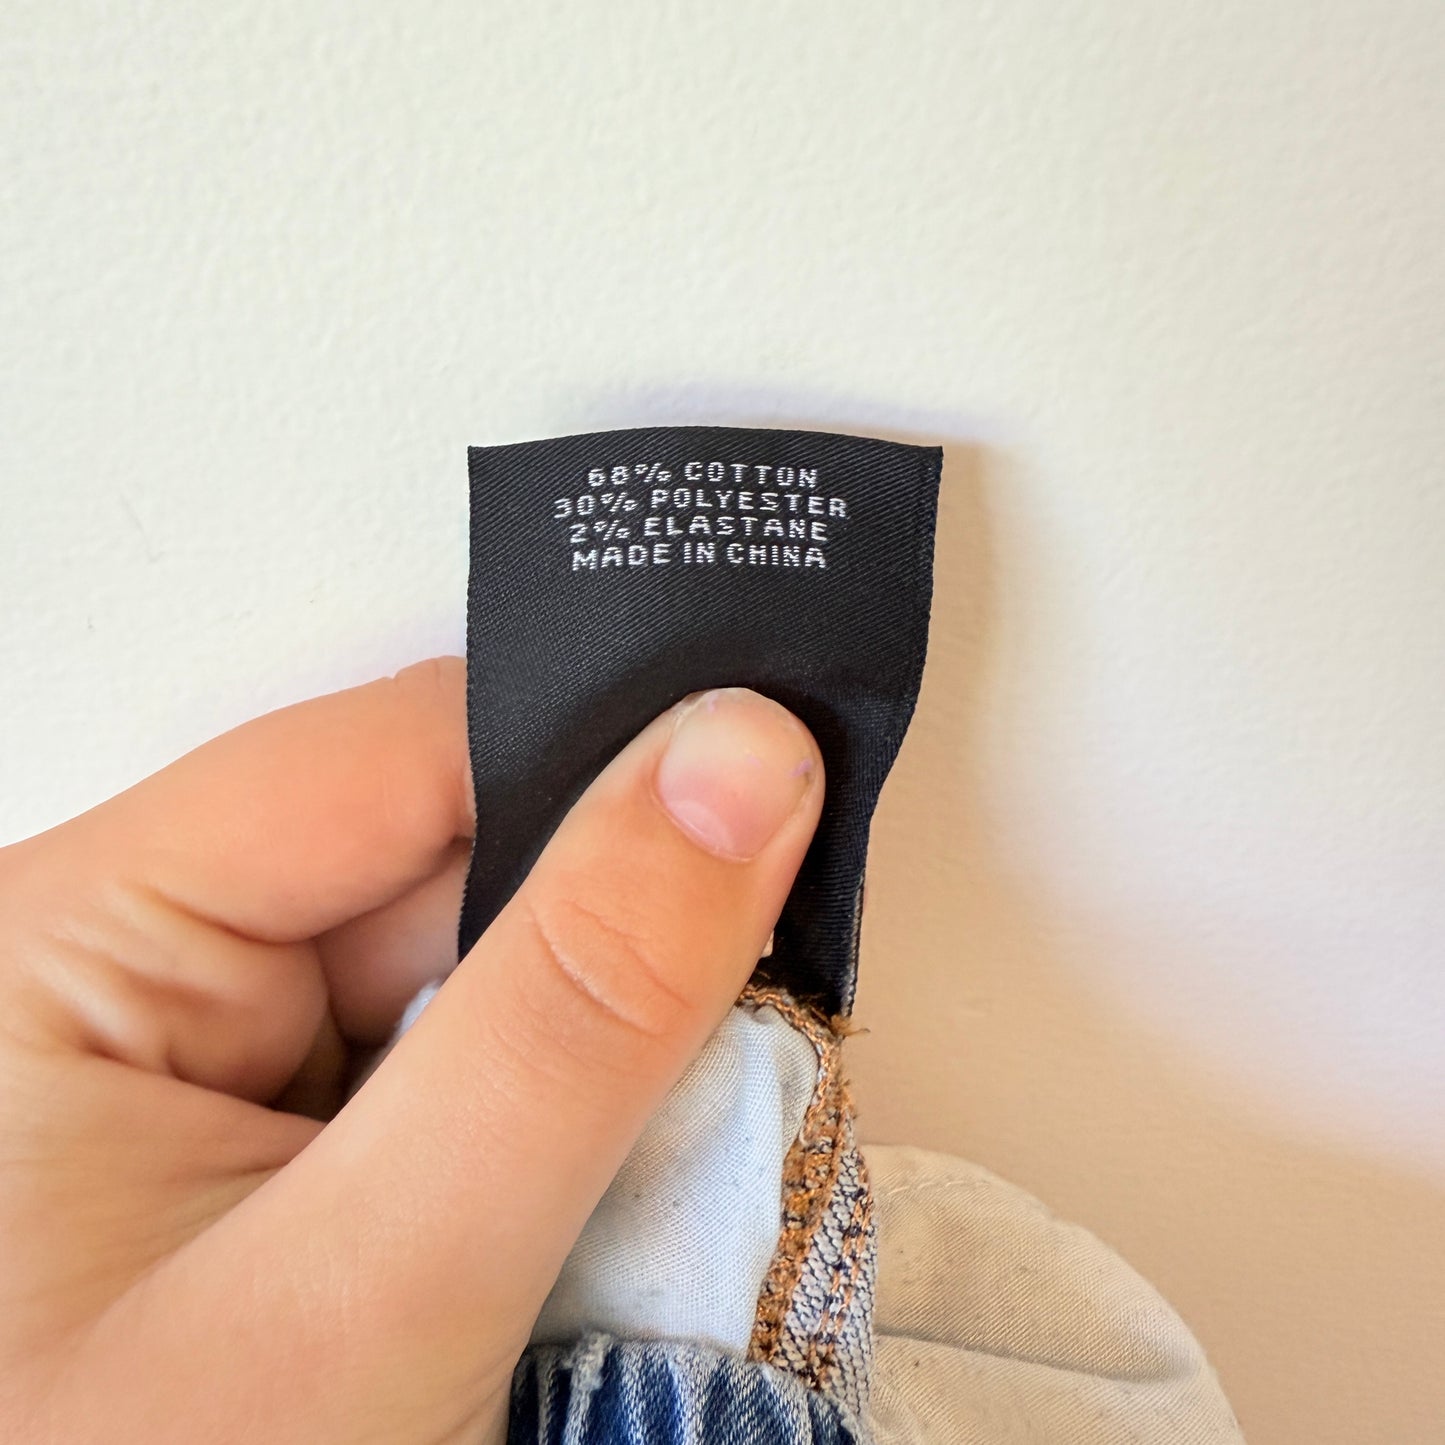 68% COTTON
30% POLYESTER
2% ELASTANE
MADE IN CHINA